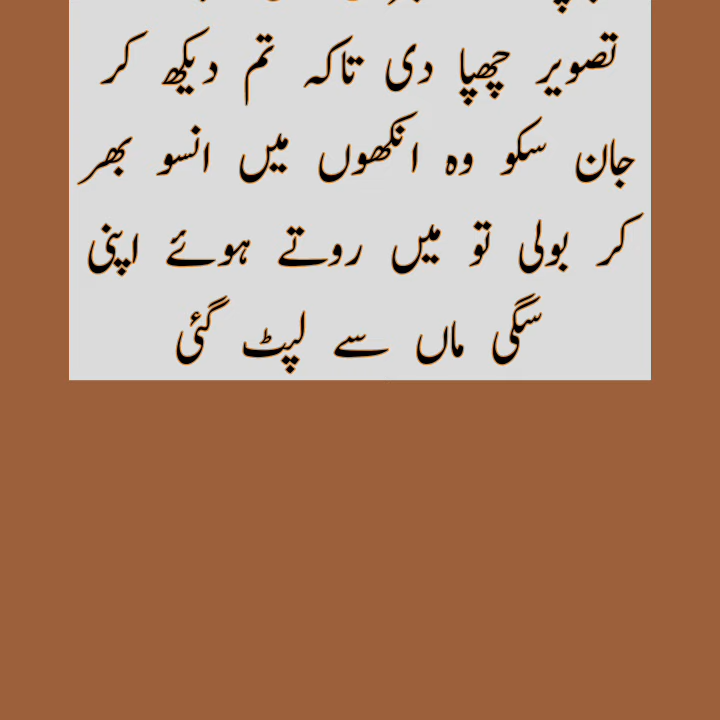 تصویر چھپا دی تاکہ تم دیکھ کر
جان سکو وہ انکھوں میں انسو بھر
کر بولی تو میں روتے ہوئے اپنی
سگی ماں سے لپٹ گئی